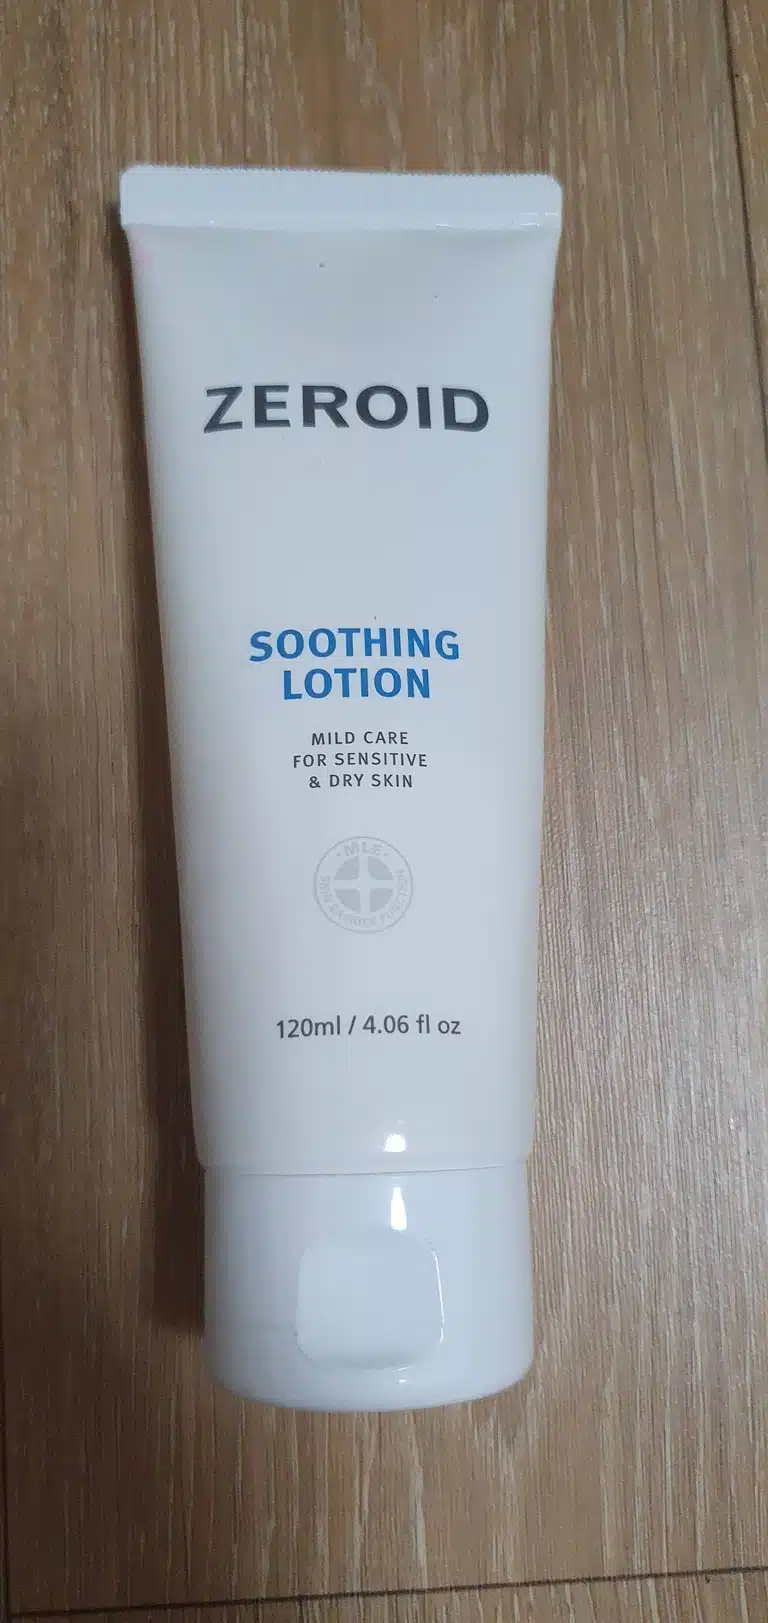 ZEROID
SOOTHING
LOTION
MILD CARE
FOR SENSITIVE
& DRY SKIN
· MLE ·
SKIN BARRIER FUNCTION
120ml / 4.06 fl oz